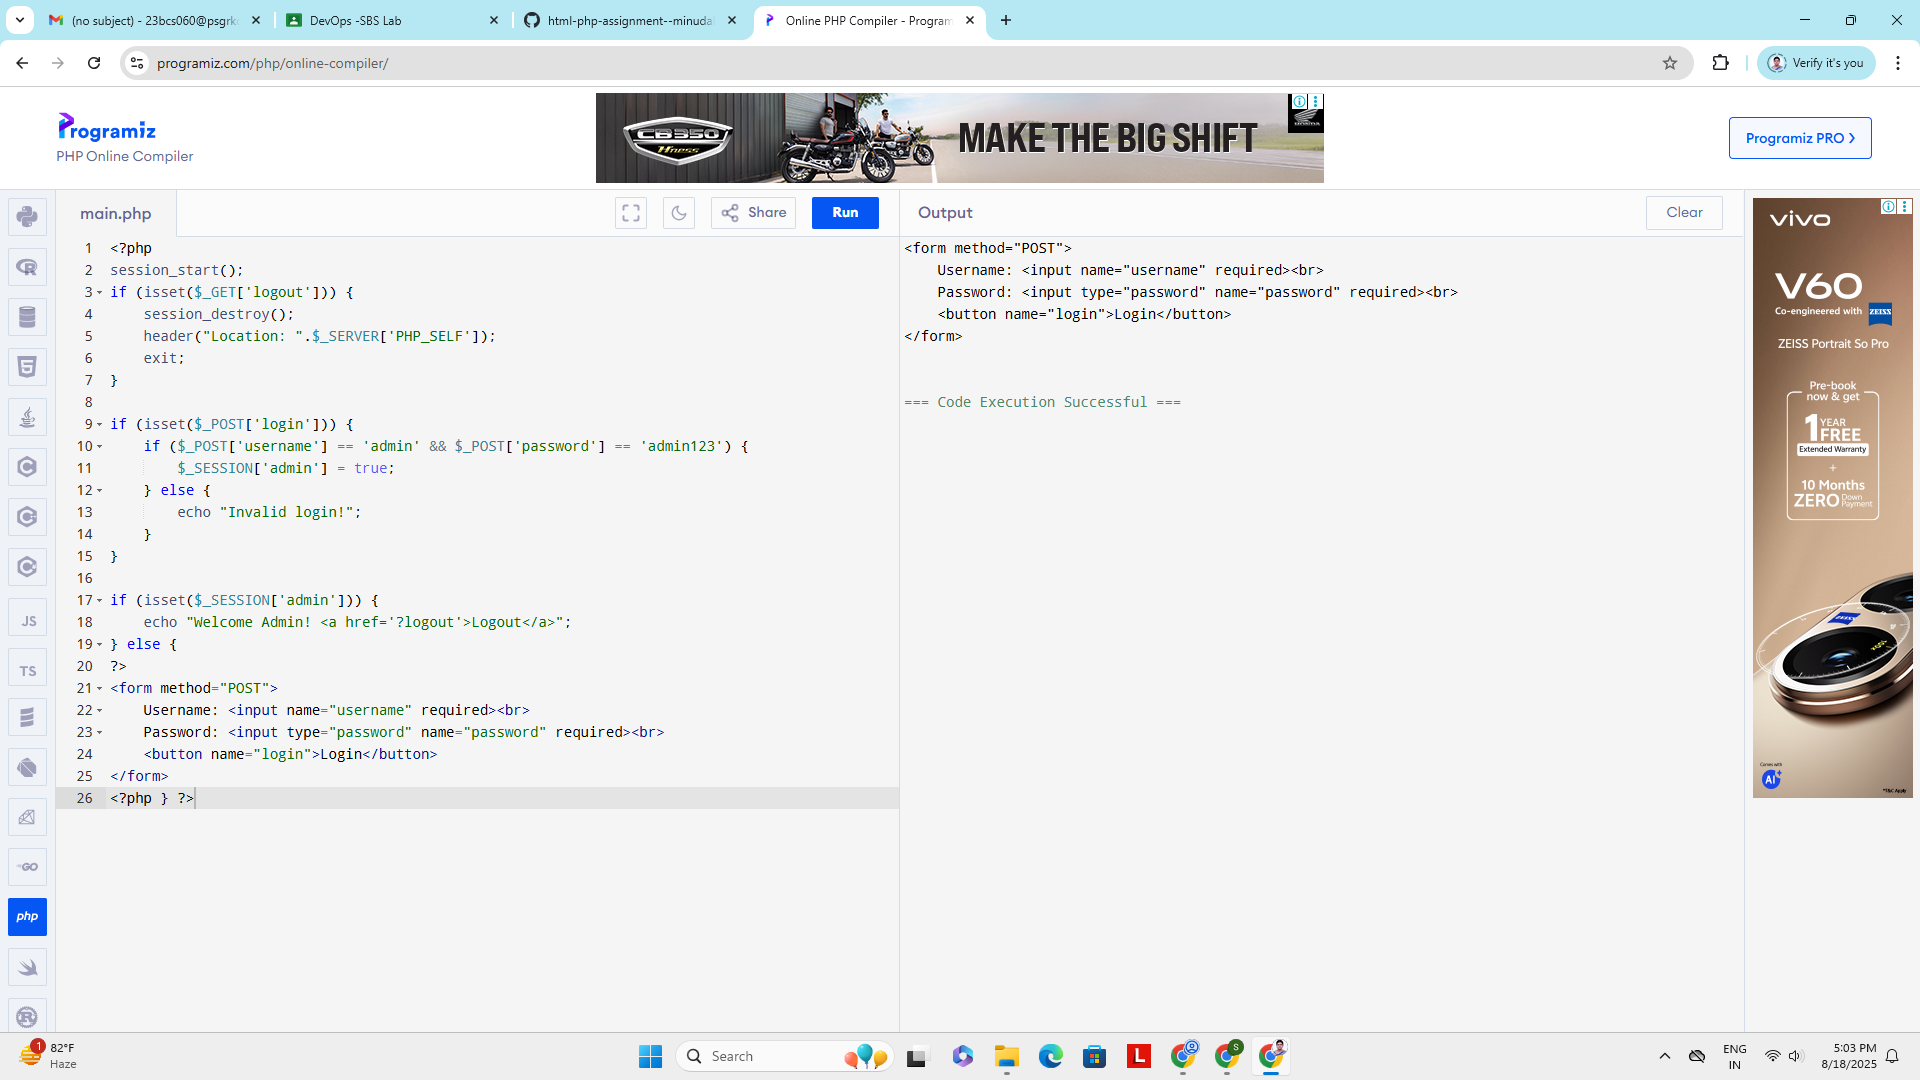 (no subject) - 23bcs060@psgrk
DevOps -SBS Lab
html-php-assignment--minuda
Online PHP Compiler - Program
programiz.com/php/online-compiler/
Verify it's you
Programiz
PHP Online Compiler
CB350
H'ness
MAKE THE BIG SHIFT
HONDA
Programiz PRO
main.php
Share
Run
Output
Clear
1 <?php
2 session_start();
3 if (isset($_GET['logout'])) {
4     session_destroy();
5     header("Location: ".$_SERVER['PHP_SELF']);
6     exit;
7 }
8
9 if (isset($_POST['login'])) {
10     if ($_POST['username'] == 'admin' && $_POST['password'] == 'admin123') {
11         $_SESSION['admin'] = true;
12     } else {
13         echo "Invalid login!";
14     }
15 }
16
17 if (isset($_SESSION['admin'])) {
18     echo "Welcome Admin! <a href='?logout'>Logout</a>";
19 } else {
20 ?>
21 <form method="POST">
22     Username: <input name="username" required><br>
23     Password: <input type="password" name="password" required><br>
24     <button name="login">Login</button>
25 </form>
26 <?php } ?>
<form method="POST">
    Username: <input name="username" required><br>
    Password: <input type="password" name="password" required><br>
    <button name="login">Login</button>
</form>
=== Code Execution Successful ===
vivo
V60
Co-engineered with ZEISS
ZEISS Portrait So Pro
Pre-book
now & get
1 YEAR
FREE
Extended Warranty
+
10 Months
ZERO Down
Payment
Comes with
AI
*T&C Apply
JS
TS
GO
php
1
82°F
Haze
Search
L
S
ENG
IN
5:03 PM
8/18/2025